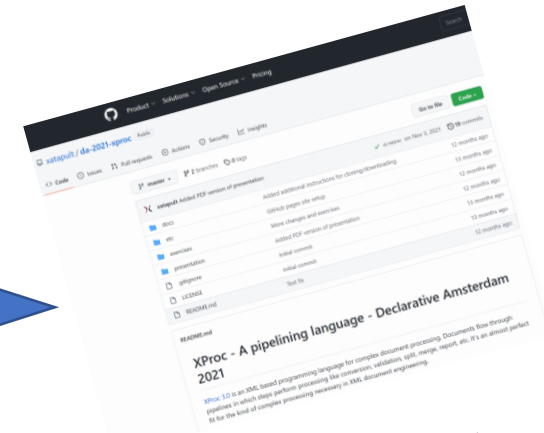 Search
Product Solutions Open Source Pricing
xatapult / da-2021-xproc Public
Code Issues Pull requests Actions Security Insights
master 2 branches 0 tags Go to file Code
xatapult Added PDF version of presentation on Nov 2, 2021 19 commits
docs Added additional instructions for cloning/downloading 12 months ago
etc GitHub pages site setup 13 months ago
exercises More changes and exercises 12 months ago
presentation Added PDF version of presentation 12 months ago
.gitignore Initial commit 13 months ago
LICENSE Initial commit 13 months ago
README.md Text fix 12 months ago
README.md
XProc - A pipelining language - Declarative Amsterdam
2021
XProc 3.0 is an XML based programming language for complex document processing. Documents flow through
pipelines in which steps perform processing like conversion, validation, split, merge, report, etc. It's an almost perfect
fit for the kind of complex processing necessary in XML document engineering.